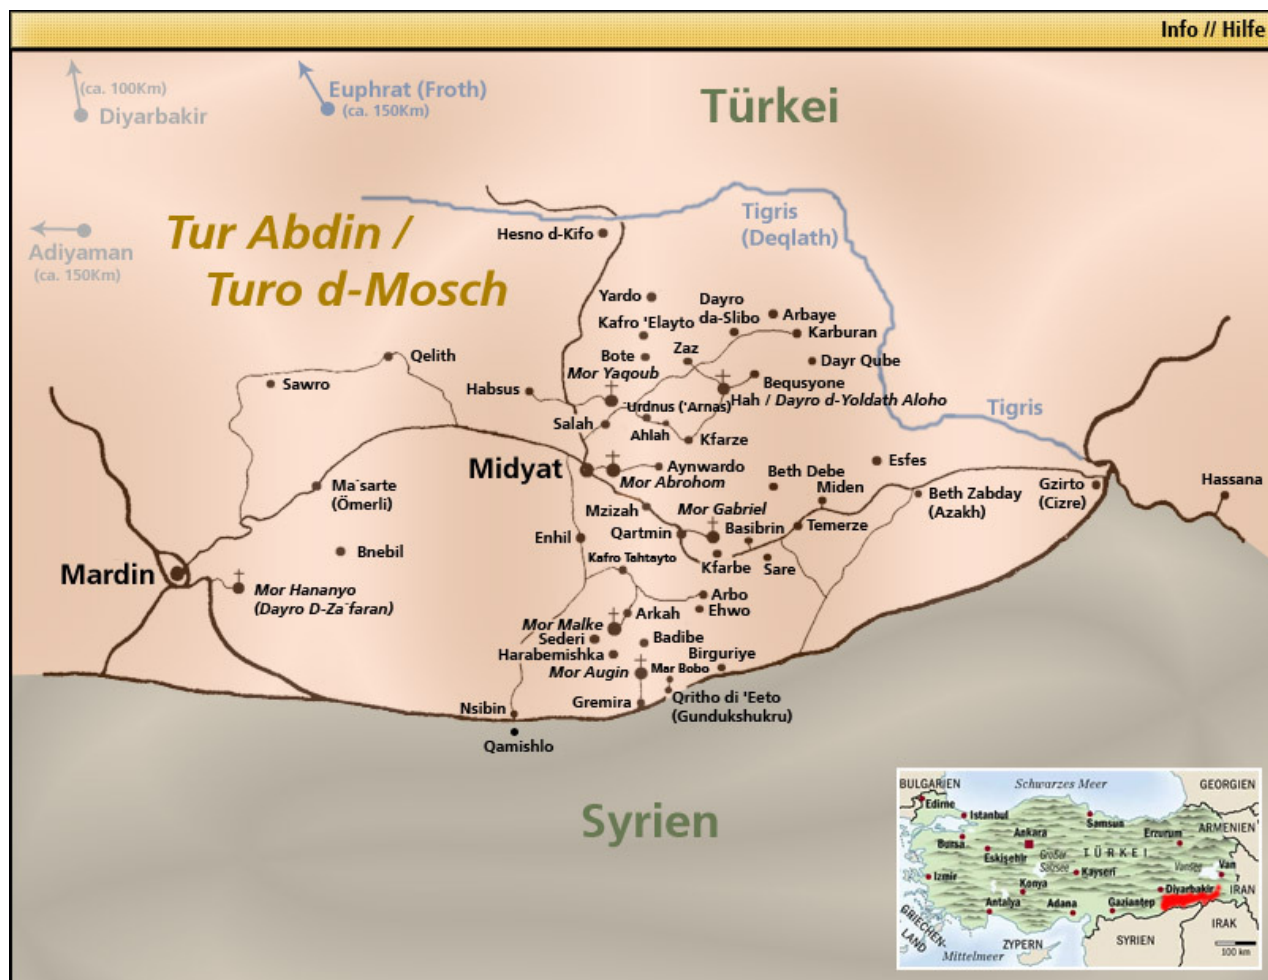 Info // Hilfe
(ca. 100Km)
Diyarbakir
Euphrat (Froth)
(ca. 150Km)
Türkei
Tur Abdin /
Turo d-Mosch
Adiyaman
(ca. 150Km)
Hesno d-Kifo
Tigris
(Deqlath)
Yardo
Dayro
da-Slibo
Arbaye
Kafro 'Elayto
Karburan
Zaz
Bote
Dayr Qube
Mor Yaqoub
Qelith
Sawro
Habsus
Bequsyone
Hah / Dayro d-Yoldath Aloho
Urdnus ('Arnas)
Tigris
Salah
Ahlah
Kfarze
Midyat
Aynwardo
Mor Abrohom
Beth Debe
Esfes
Miden
Ma´sarte
(Ömerli)
Beth Zabday
(Azakh)
Gzirto
(Cizre)
Hassana
Mzizah
Mor Gabriel
Qartmin
Basibrin
Temerze
Enhil
Kafro Tahtayto
Kfarbe
Sare
Bnebil
Mardin
Mor Hananyo
(Dayro D-Za´faran)
Arbo
Ehwo
Arkah
Mor Malke
Sederi
Badibe
Harabemishka
Birguriye
Mor Augin
Mar Bobo
Nsibin
Gremira
Qritho di 'Eeto
(Gundukshukru)
Qamishlo
Syrien
BULGARIEN
Schwarzes Meer
GEORGIEN
Edirne
Istanbul
Samsun
Ankara
Erzurum
ARMENIEN
Bursa
Eskişehir
Großer
Salzsee
TÜRKEI
Vansee
Van
Kayseri
Izmir
Konya
Diyarbakir
IRAN
Antalya
Adana
Gaziantep
GRIECHEN-
LAND
SYRIEN
IRAK
ZYPERN
Mittelmeer
100 km